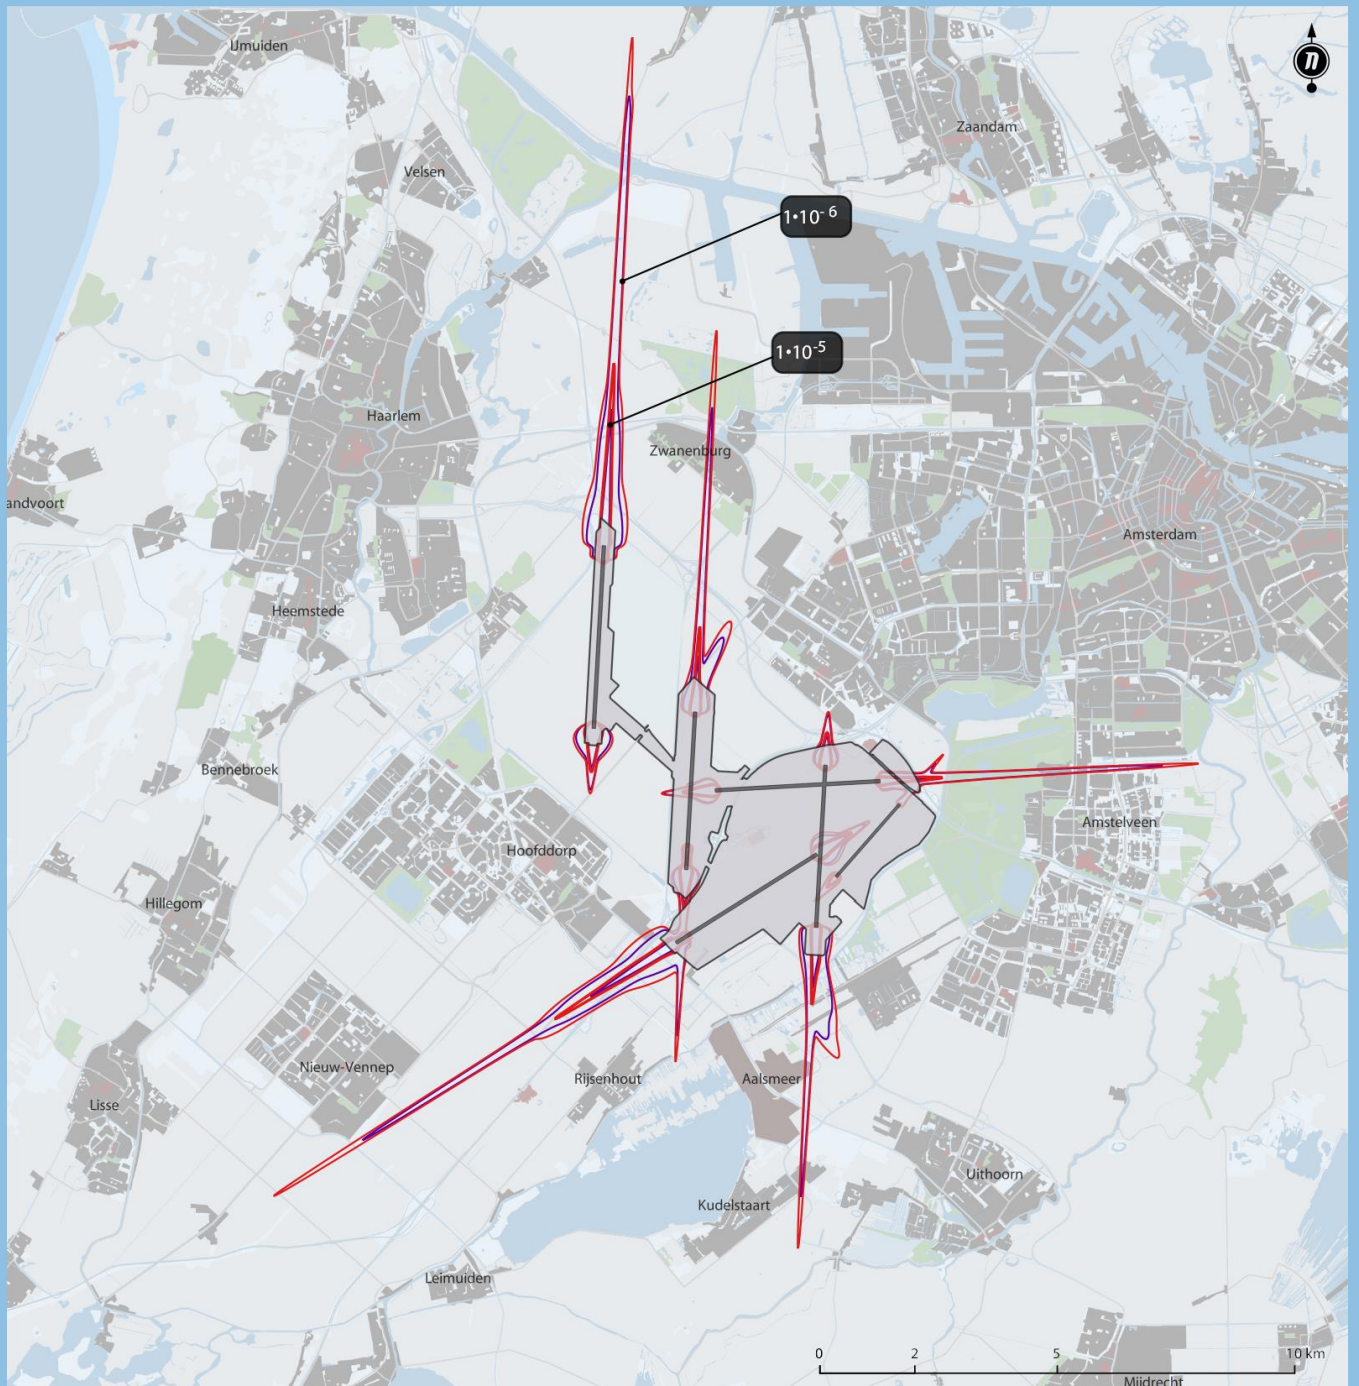 IJmuiden
n
Zaandam
Velsen
1•10-6
1•10-5
Haarlem
Zwanenburg
andvoort
Amsterdam
Heemstede
Bennebroek
Amstelveen
Hoofddorp
Hillegom
Nieuw-Vennep
Rijsenhout
Aalsmeer
Lisse
Uithoorn
Kudelstaart
Leimuiden
0 2 5 10 km
Mijdrecht